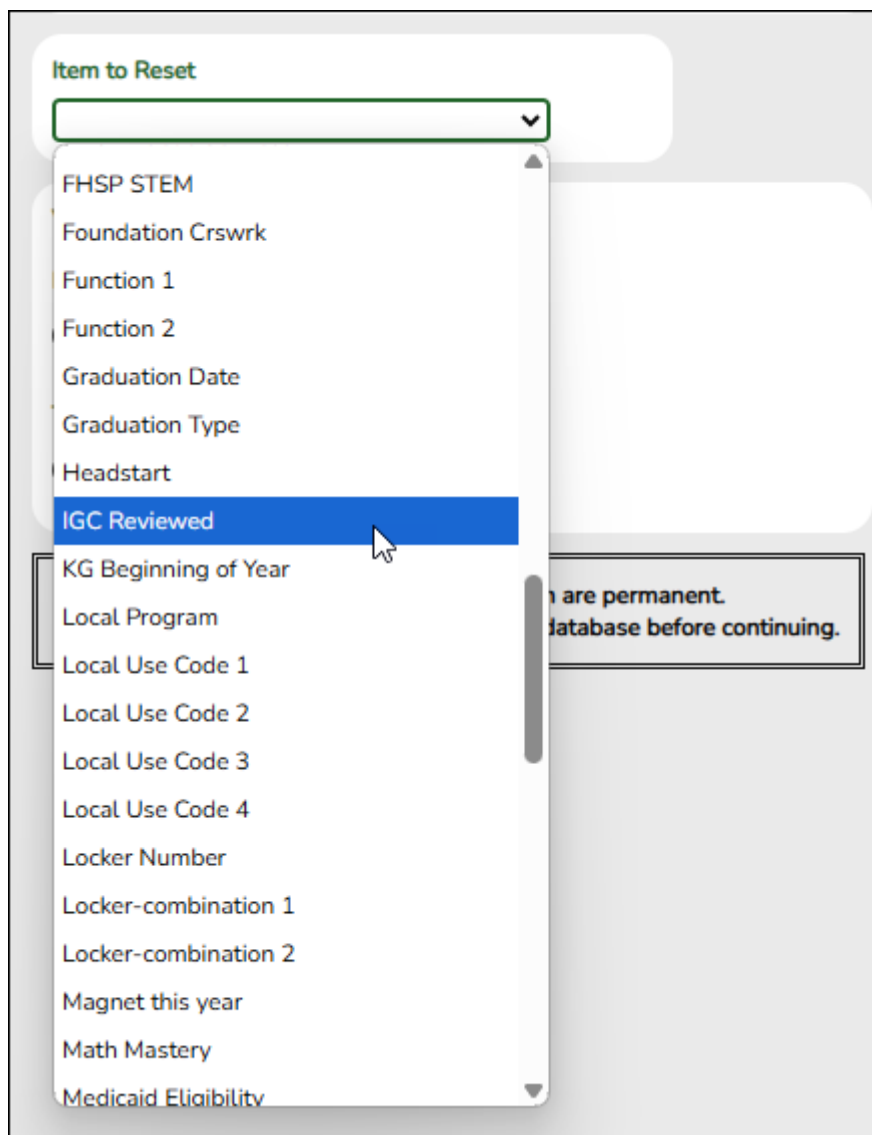 Item to Reset
FHSP STEM
Foundation Crswrk
Function 1
Function 2
Graduation Date
Graduation Type
Headstart
IGC Reviewed
KG Beginning of Year
are permanent.
Local Program
database before continuing.
Local Use Code 1
Local Use Code 2
Local Use Code 3
Local Use Code 4
Locker Number
Locker-combination 1
Locker-combination 2
Magnet this year
Math Mastery
Medicaid Eligibility